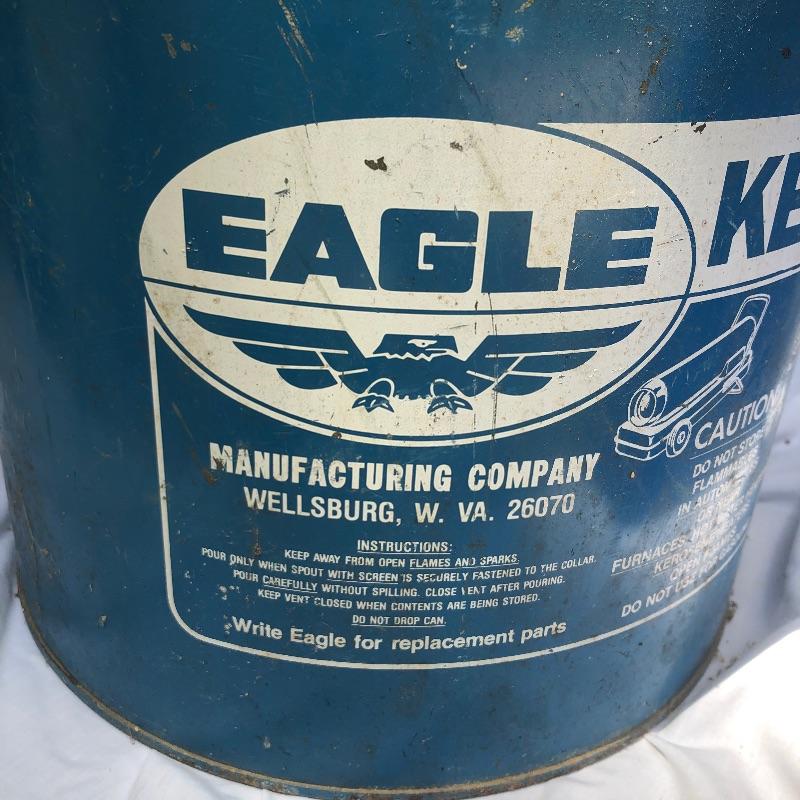 EAGLE
KE
MANUFACTURING COMPANY
WELLSBURG, W. VA. 26070
INSTRUCTIONS:
KEEP AWAY FROM OPEN FLAMES AND SPARKS.
POUR ONLY WHEN SPOUT WITH SCREEN IS SECURELY FASTENED TO THE COLLAR.
POUR CAREFULLY WITHOUT SPILLING. CLOSE VENT AFTER POURING.
KEEP VENT CLOSED WHEN CONTENTS ARE BEING STORED.
DO NOT DROP CAN.
Write Eagle for replacement parts
CAUTION
DO NOT STORE
IN
FURNACES,
DO NOT